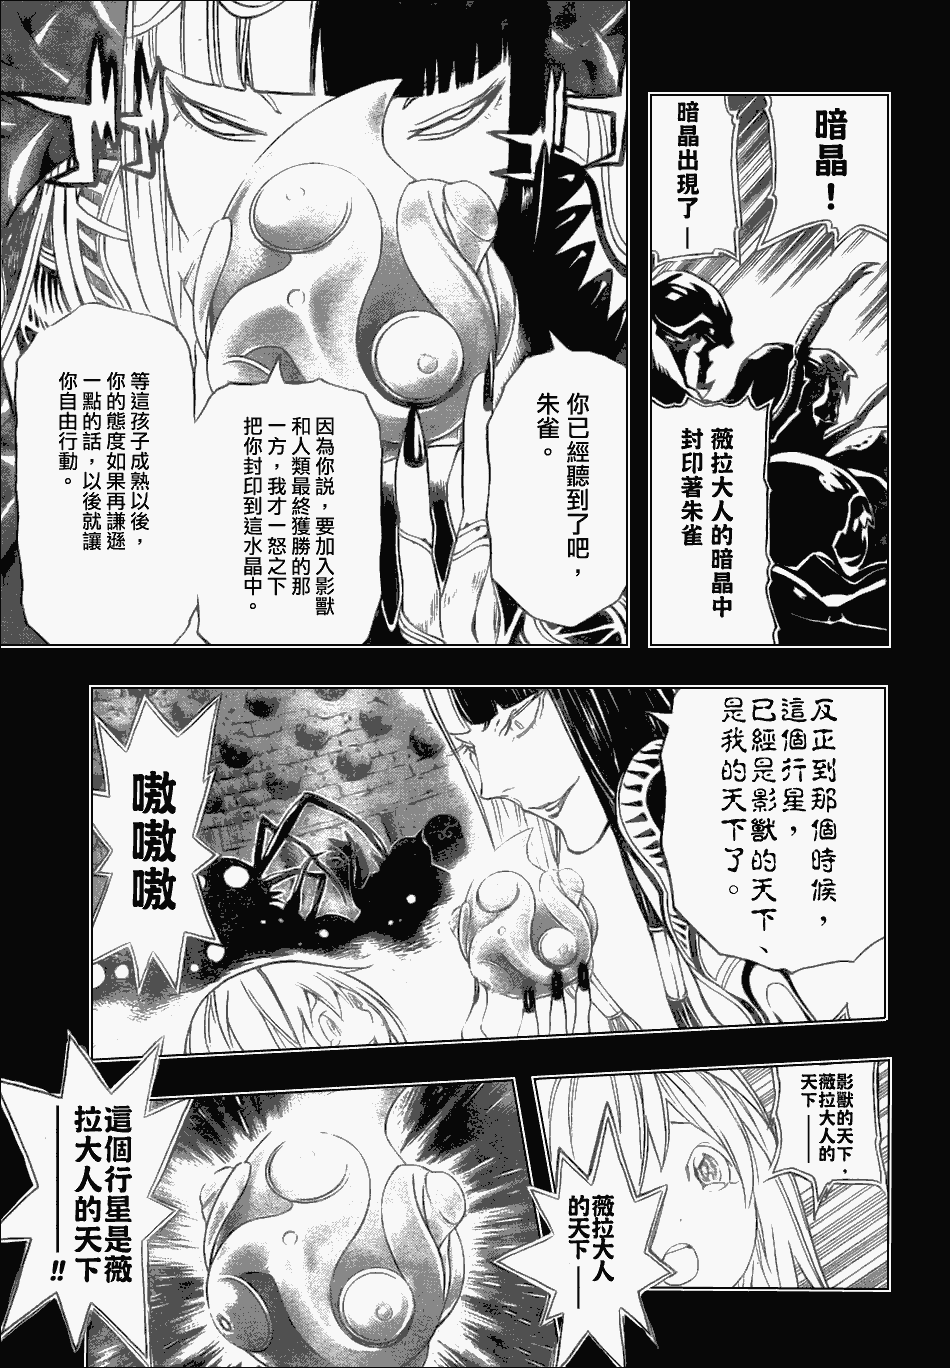 暗晶！
暗晶出現了—
薇拉大人的暗晶中
封印著朱雀
你已經聽到了吧，
朱雀。
因為你說，要加入影獸
和人類最終獲勝的那
一方，我才一怒之下
把你封印到這水晶中。
等這孩子成熟以後，
你的態度如果再謙遜
一點的話，以後就讓
你自由行動。
反正到那個時候，
這個行星，
已經是影獸的天下、
是我的天下了。
嗷嗷嗷
影獸的天下，
薇拉大人的
天下——
薇拉大人
的天下——
這個行星是薇
拉大人的天下
——!!